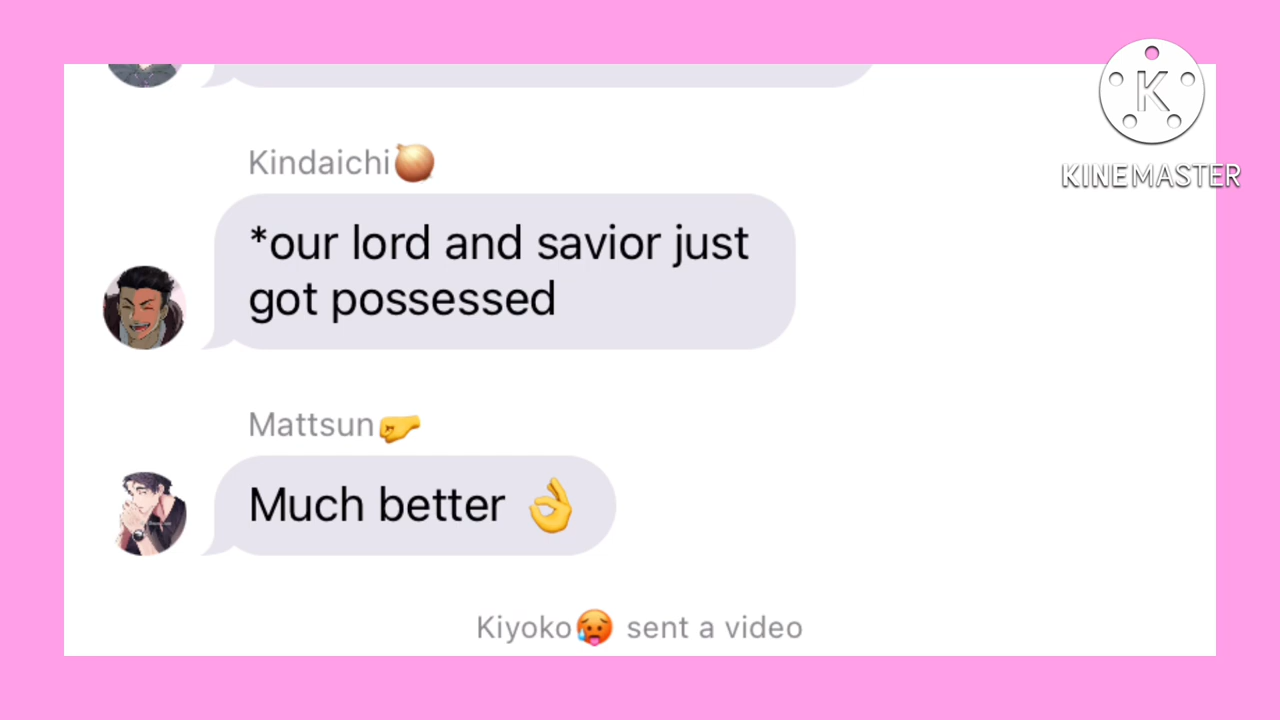 K
KINEMASTER
Kindaichi🧅
*our lord and savior just
got possessed
Mattsun🤛
Much better 👌
Kiyoko🥵 sent a video